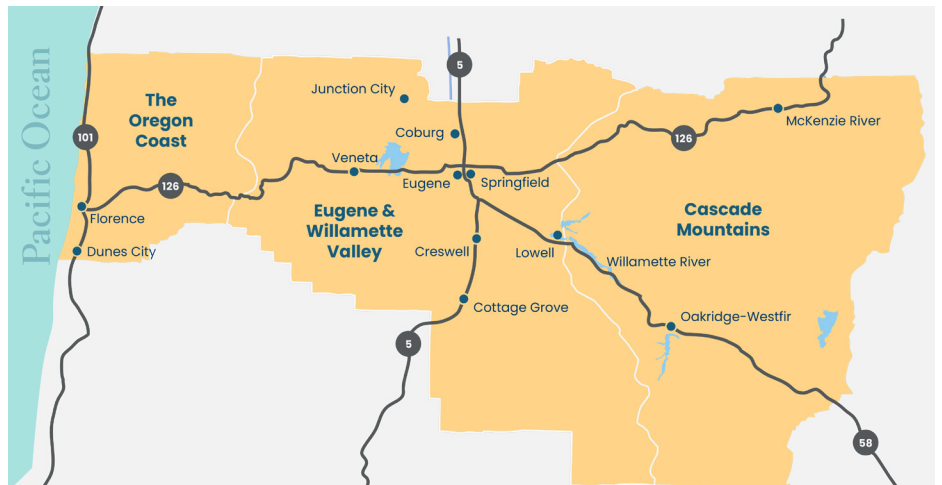 Pacific Ocean
The
Oregon
Coast
101
126
Florence
Dunes City
Junction City
5
Coburg
Veneta
Eugene
Springfield
Eugene &
Willamette
Valley
Creswell
Cottage Grove
5
126
McKenzie River
Cascade
Mountains
Lowell
Willamette River
Oakridge-Westfir
58